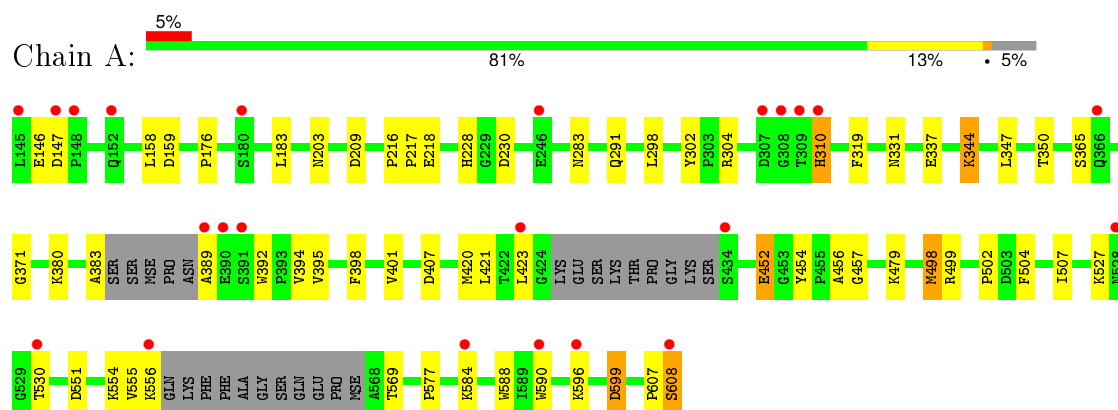 5%
Chain A:
81% 13% • 5%
L145 E146 D147 P148 Q152 L158 D159 P176 S180 L183 N203 D209 P216 P217 E218 H228 G229 D230 E246 N283 Q291 L298 Y302 P303 R304 D307 G308 T309 H310 F319 N331 E337 K344 L347 T350 S365 Q366
G371 K380 A383 SER SER MSE PRO ASN A389 E390 S391 W392 P393 V394 V395 F398 V401 D407 M420 L421 T422 L423 G424 LYS GLU SER LYS THR PRO GLY LYS SER S434 E452 G453 Y454 P455 A456 G457 K479 M498 R499 P502 D503 F504 I507 K527 N528
G529 T530 D551 K554 V555 K556 GLN LYS PHE PHE ALA GLY SER GLN GLU PRO MSE A568 T569 P577 K584 W588 I589 W590 K596 D599 P607 S608